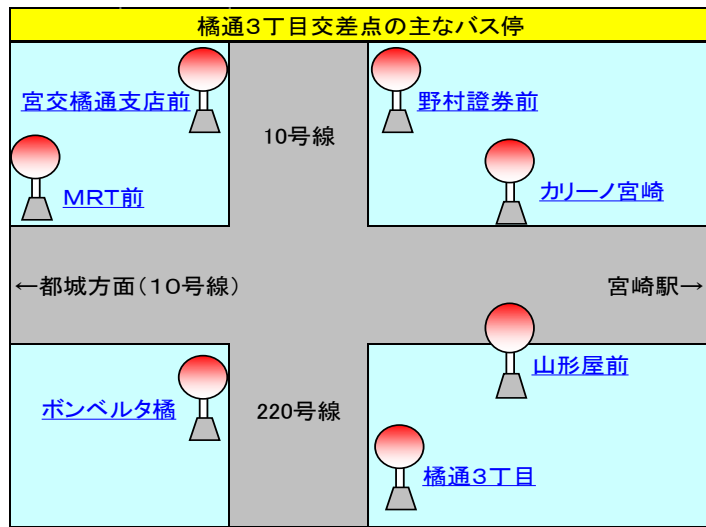 橘通３丁目交差点の主なバス停
宮交橘通支店前
野村證券前
10号線
MRT前
カリーノ宮崎
←都城方面（１０号線）
宮崎駅→
山形屋前
ボンベルタ橘
220号線
橘通３丁目